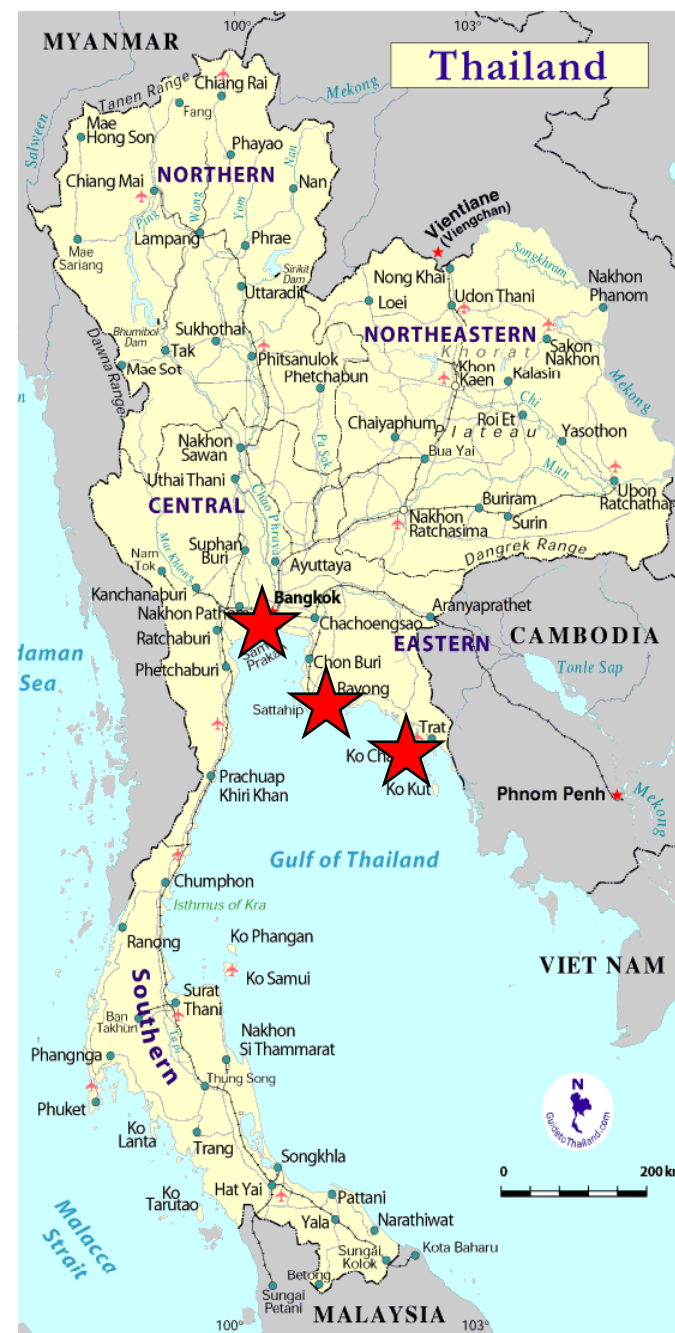 100°
103°
MYANMAR
Thailand
Tanen Range
Chiang Rai
Mekong
Fang
Salween
Mae
Hong Son
Phayao
Nan
NORTHERN
Chiang Mai
Nan
Wang
Yom
Ping
Vientiane
(Viengchan)
Lampang
Phrae
Songkhram
Mae
Sariang
Sirikit
Dam
Nong Khai
Nakhon
Phanom
Uttaradit
Loei
Udon Thani
Bhumibol
Dam
Sukhothai
NORTHEASTERN
Tak
Phitsanulok
Khorat
Sakon
Nakhon
Dawna Range
Mae Sot
Phetchabun
Khon
Kaen
Kalasin
Mekong
Chi
Pa Sak
Chaiyaphum
Roi Et
Plateau
Yasothon
Nakhon
Sawan
Bua Yai
Mun
Uthai Thani
CENTRAL
Chao Phraya
Buriram
Ubon
Ratchathan
Nakhon
Ratchasima
Surin
Suphan
Buri
Mae Khlong
Nam
Tok
Ayuttaya
Dangrek Range
Kanchanaburi
Bangkok
Nakhon Pathom
Aranyaprathet
Chachoengsao
Ratchaburi
EASTERN
CAMBODIA
daman
Sea
Sam
Praka
Phetchaburi
Chon Buri
Tonle Sap
Rayong
Sattahip
Trat
Ko Cha
Prachuap
Khiri Khan
Ko Kut
Phnom Penh
Mekong
Gulf of Thailand
Chumphon
Isthmus of Kra
Ranong
Ko Phangan
VIET NAM
Southern
Ko Samui
Surat
Thani
Ban
Takhun
Tapi
Nakhon
Si Thammarat
Phangnga
Thung Song
N
GuidetoThailand.com
Phuket
Ko
Lanta
Trang
Songkhla
0
200 km
Hat Yai
Pattani
Ko
Tarutao
Yala
Narathiwat
Malacca
Strait
Sungai
Kolok
Kota Baharu
Betong
Sungai
Petani
MALAYSIA
100°
103°